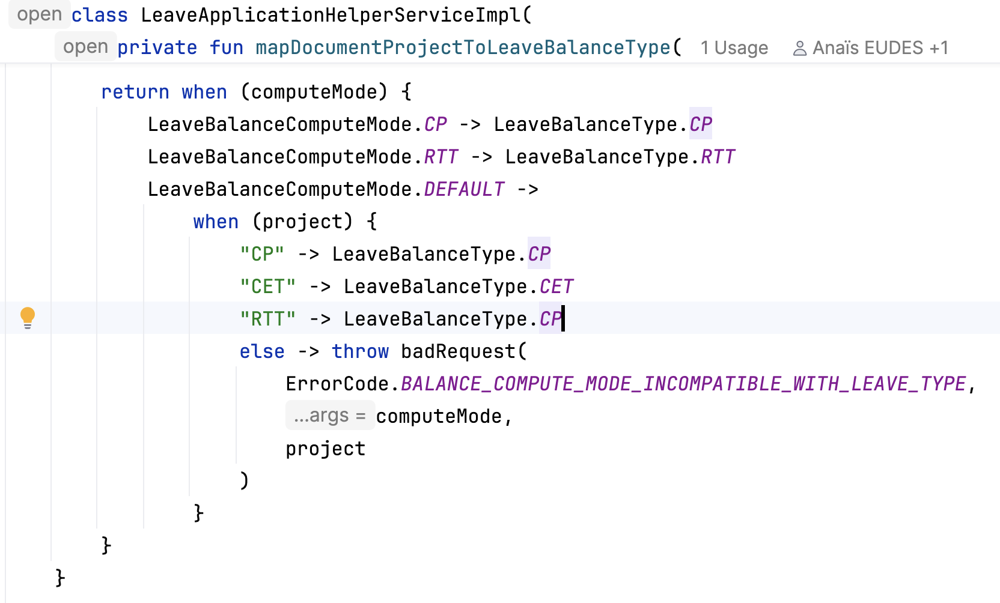 open class LeaveApplicationHelperServiceImpl(
open private fun mapDocumentProjectToLeaveBalanceType( 1 Usage Anaïs EUDES +1
return when (computeMode) {
LeaveBalanceComputeMode.CP -> LeaveBalanceType.CP
LeaveBalanceComputeMode.RTT -> LeaveBalanceType.RTT
LeaveBalanceComputeMode.DEFAULT ->
when (project) {
"CP" -> LeaveBalanceType.CP
"CET" -> LeaveBalanceType.CET
"RTT" -> LeaveBalanceType.CP
else -> throw badRequest(
ErrorCode.BALANCE_COMPUTE_MODE_INCOMPATIBLE_WITH_LEAVE_TYPE,
...args = computeMode,
project
)
}
}
}